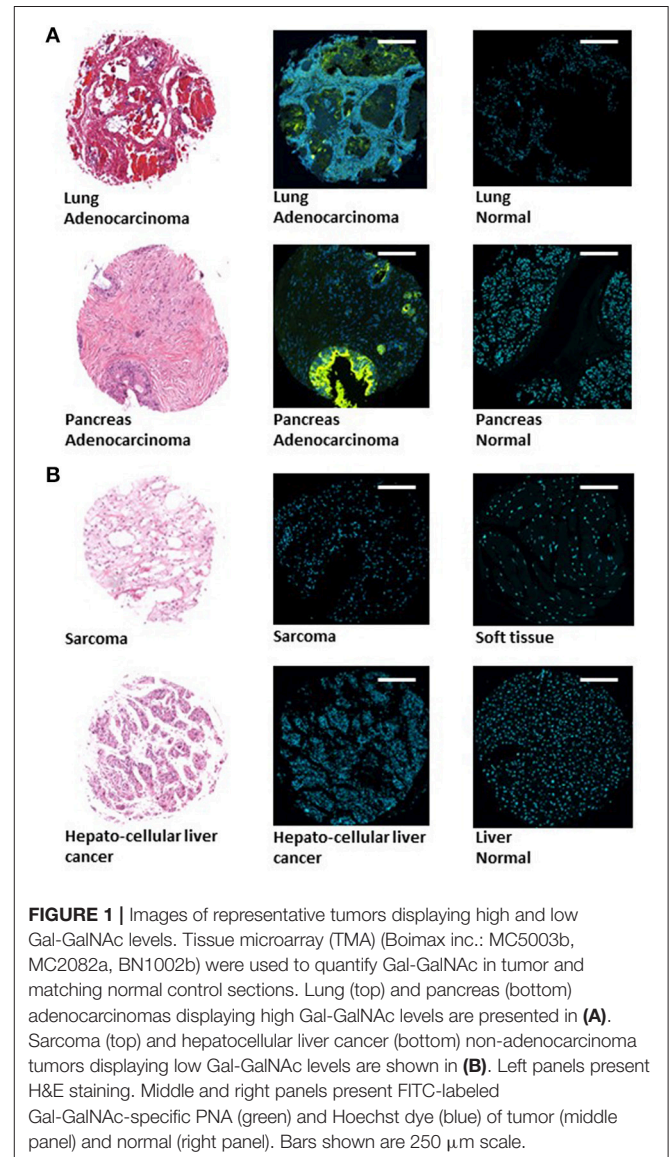 A
Lung
Adenocarcinoma
Lung
Adenocarcinoma
Lung
Normal
Pancreas
Adenocarcinoma
Pancreas
Adenocarcinoma
Pancreas
Normal
B
Sarcoma
Sarcoma
Soft tissue
Hepato-cellular liver
cancer
Hepato-cellular liver
cancer
Liver
Normal
FIGURE 1 | Images of representative tumors displaying high and low
Gal-GalNAc levels. Tissue microarray (TMA) (Boimax inc.: MC5003b,
MC2082a, BN1002b) were used to quantify Gal-GalNAc in tumor and
matching normal control sections. Lung (top) and pancreas (bottom)
adenocarcinomas displaying high Gal-GalNAc levels are presented in (A).
Sarcoma (top) and hepatocellular liver cancer (bottom) non-adenocarcinoma
tumors displaying low Gal-GalNAc levels are shown in (B). Left panels present
H&E staining. Middle and right panels present FITC-labeled
Gal-GalNAc-specific PNA (green) and Hoechst dye (blue) of tumor (middle
panel) and normal (right panel). Bars shown are 250 μm scale.